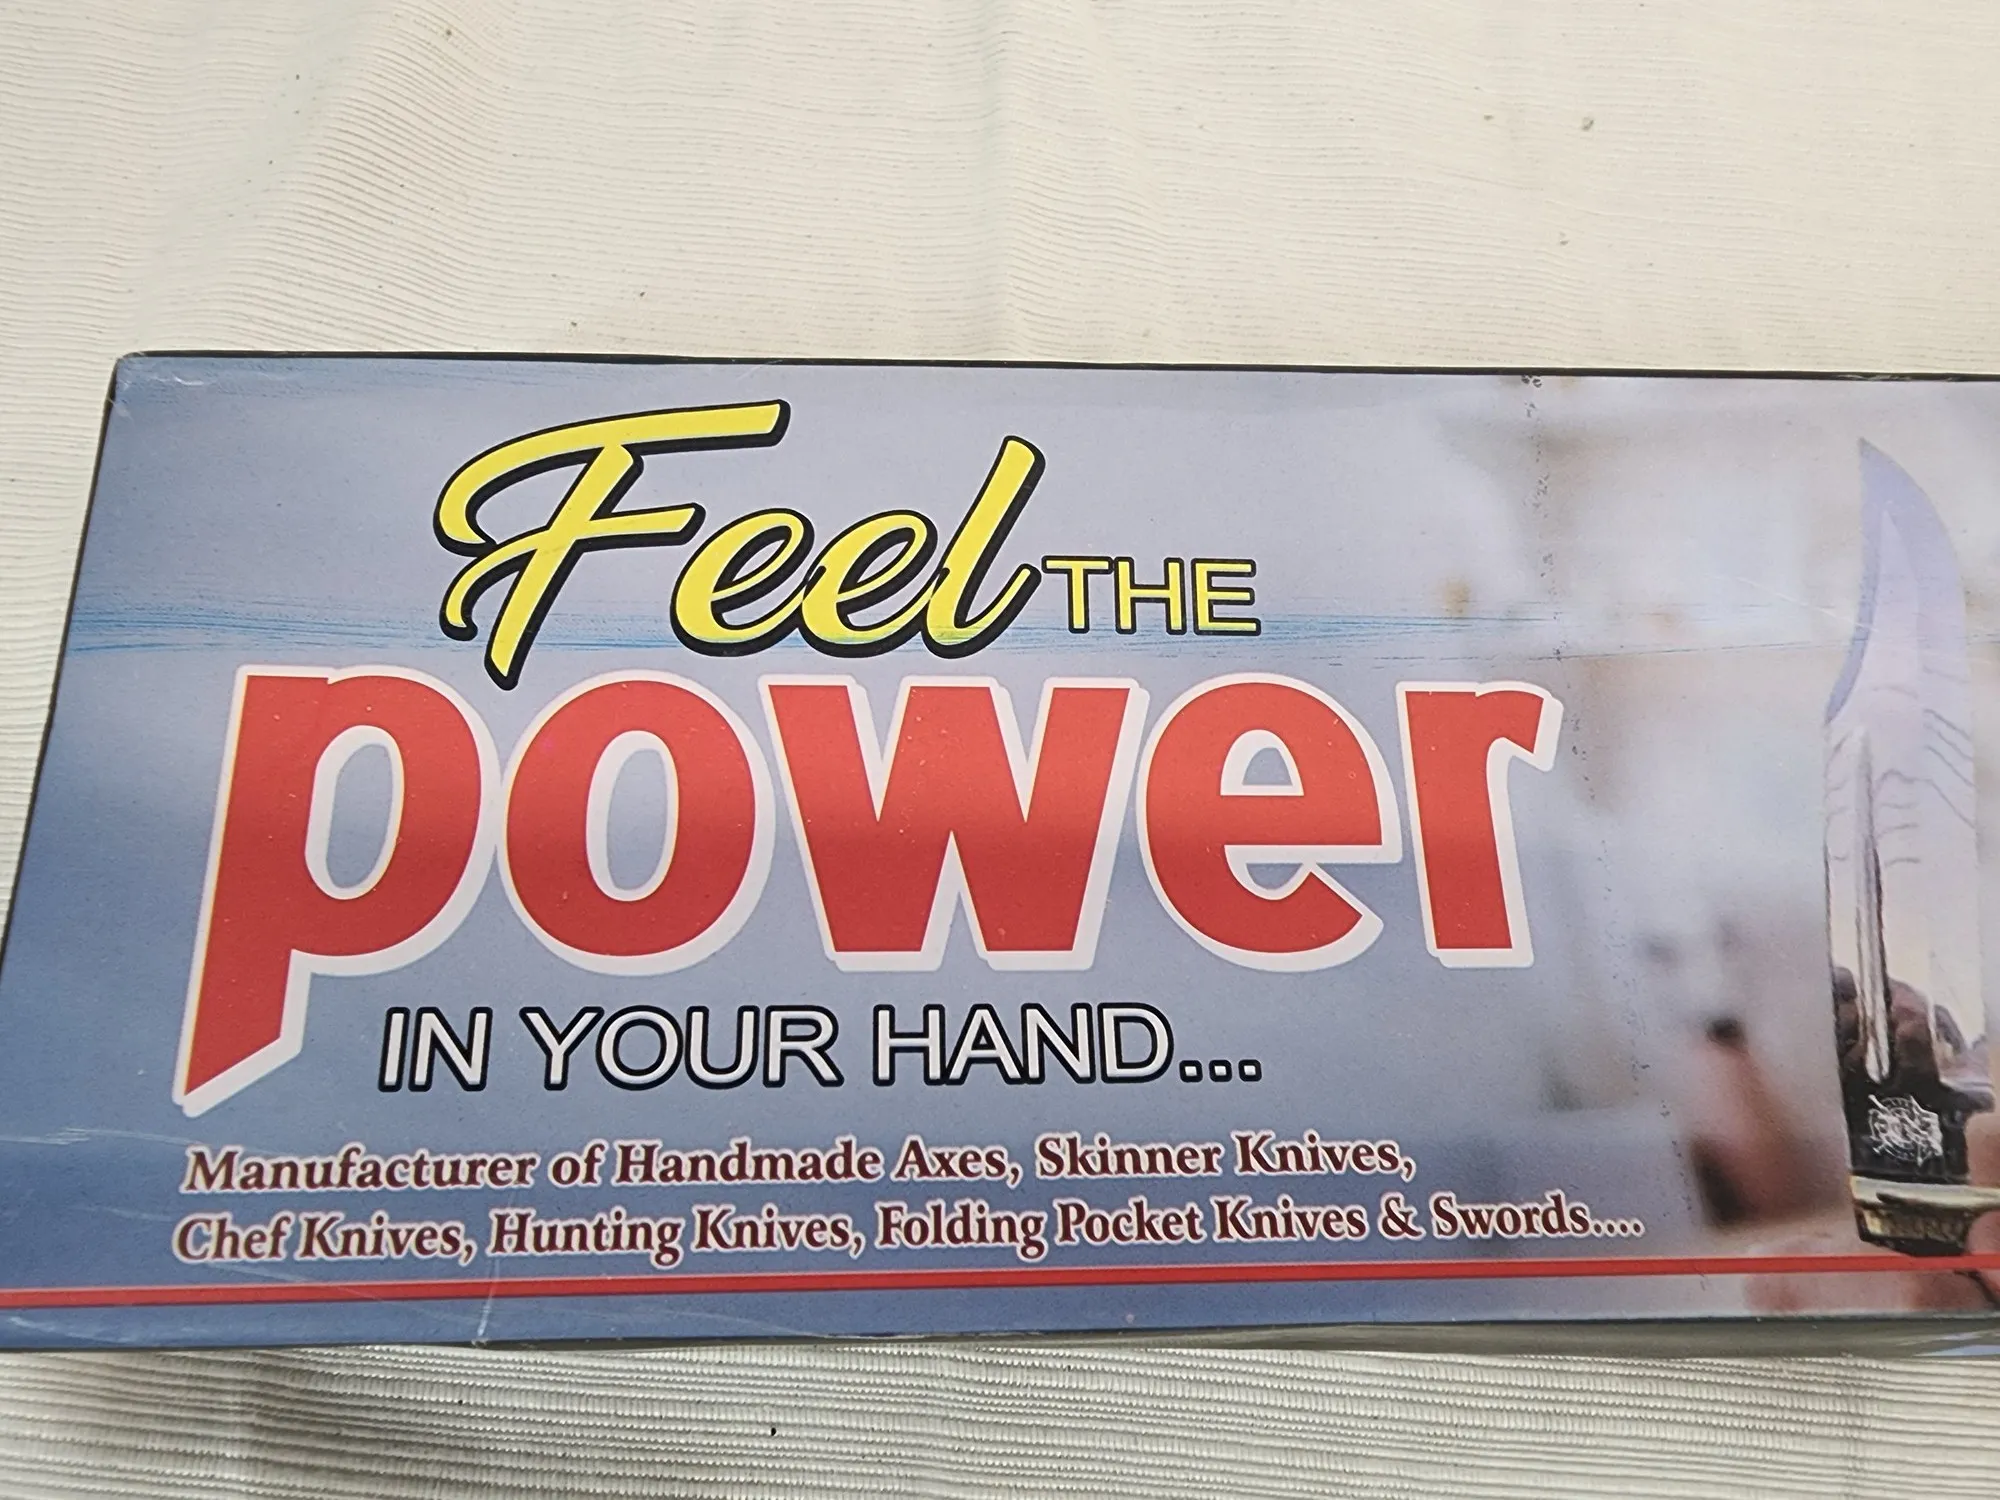 Feel THE
power
IN YOUR HAND...
Manufacturer of Handmade Axes, Skinner Knives,
Chef Knives, Hunting Knives, Folding Pocket Knives & Swords....